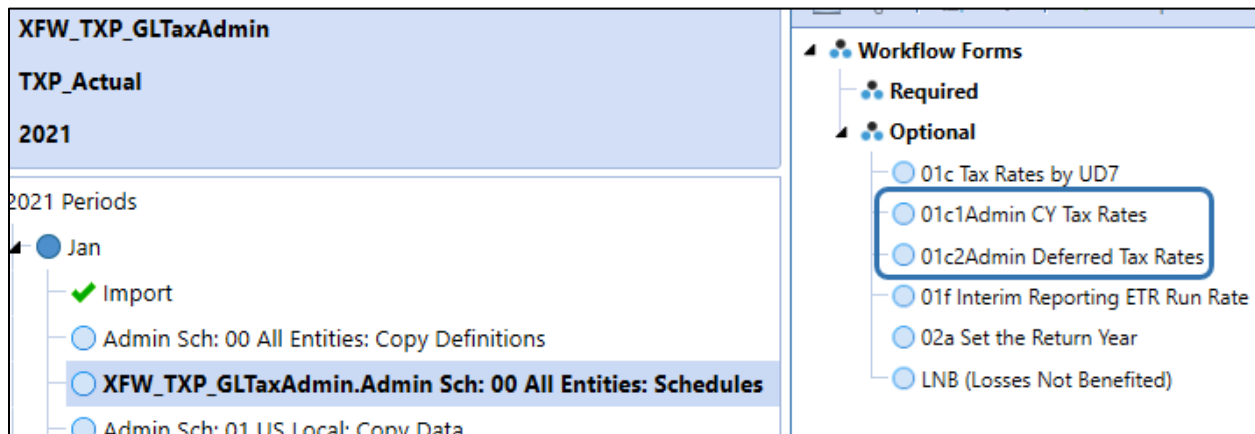 XFW_TXP_GLTaxAdmin
TXP_Actual
2021
2021 Periods
Jan
Import
Admin Sch: 00 All Entities: Copy Definitions
XFW_TXP_GLTaxAdmin.Admin Sch: 00 All Entities: Schedules
Admin Sch: 01 US Local: Copy Data
Workflow Forms
Required
Optional
01c Tax Rates by UD7
01c1Admin CY Tax Rates
01c2Admin Deferred Tax Rates
01f Interim Reporting ETR Run Rate
02a Set the Return Year
LNB (Losses Not Benefited)